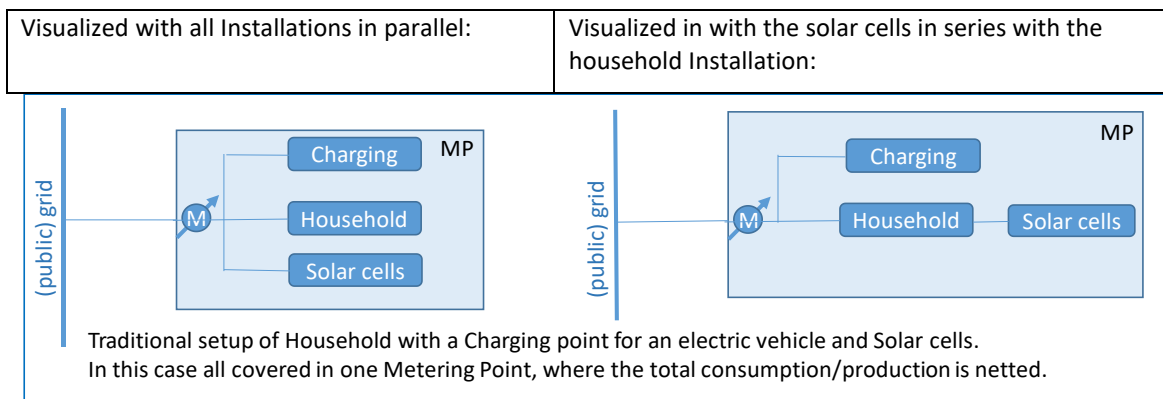 Visualized with all Installations in parallel:
Visualized in with the solar cells in series with the
household Installation:
(public) grid
MP
Charging
M
Household
Solar cells
(public) grid
MP
Charging
M
Household
Solar cells
Traditional setup of Household with a Charging point for an electric vehicle and Solar cells.
In this case all covered in one Metering Point, where the total consumption/production is netted.